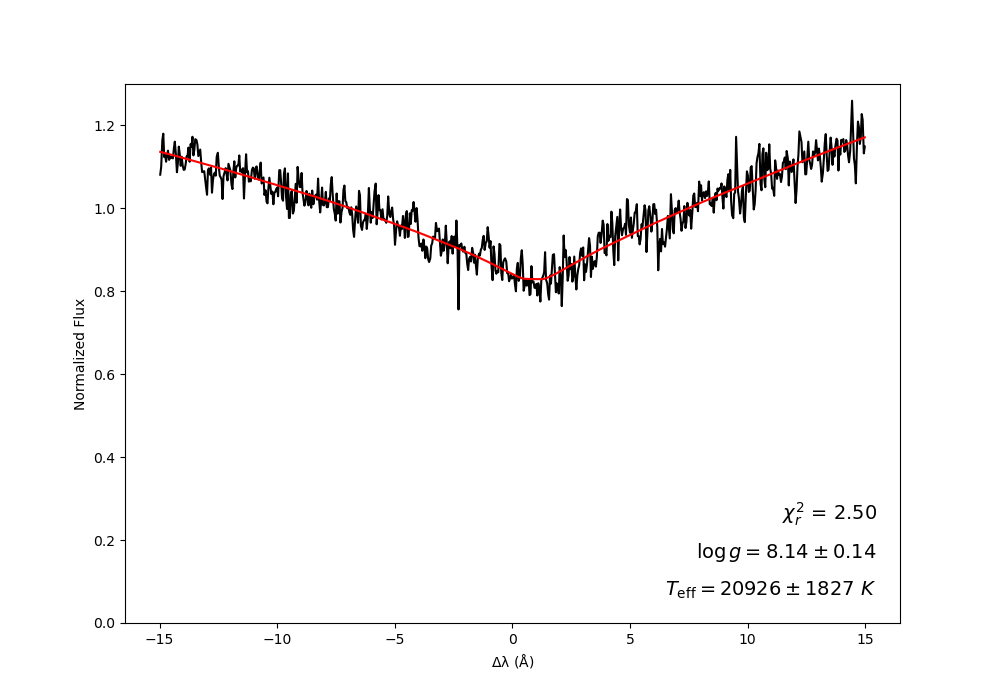 1.2
1.0
0.8
0.6
0.4
0.2
0.0
Normalized Flux
χ²ᵣ = 2.50
log g = 8.14 ± 0.14
T_eff = 20926 ± 1827 K
−15 −10 −5 0 5 10 15
Δλ (Å)